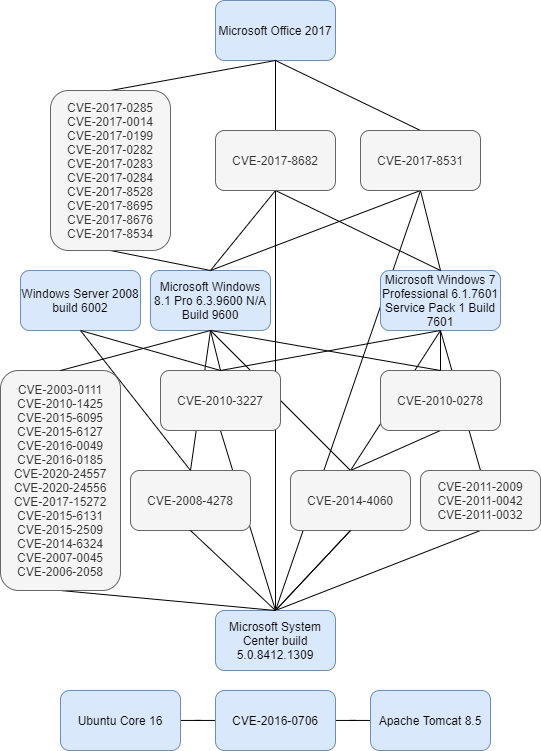 Microsoft Office 2017
CVE-2017-0285
CVE-2017-0014
CVE-2017-0199
CVE-2017-0282
CVE-2017-0283
CVE-2017-0284
CVE-2017-8528
CVE-2017-8695
CVE-2017-8676
CVE-2017-8534
CVE-2017-8682
CVE-2017-8531
Windows Server 2008
build 6002
Microsoft Windows
8.1 Pro 6.3.9600 N/A
Build 9600
Microsoft Windows 7
Professional 6.1.7601
Service Pack 1 Build
7601
CVE-2003-0111
CVE-2010-1425
CVE-2015-6095
CVE-2015-6127
CVE-2016-0049
CVE-2016-0185
CVE-2020-24557
CVE-2020-24556
CVE-2017-15272
CVE-2015-6131
CVE-2015-2509
CVE-2014-6324
CVE-2007-0045
CVE-2006-2058
CVE-2010-3227
CVE-2010-0278
CVE-2008-4278
CVE-2014-4060
CVE-2011-2009
CVE-2011-0042
CVE-2011-0032
Microsoft System
Center build
5.0.8412.1309
Ubuntu Core 16
CVE-2016-0706
Apache Tomcat 8.5